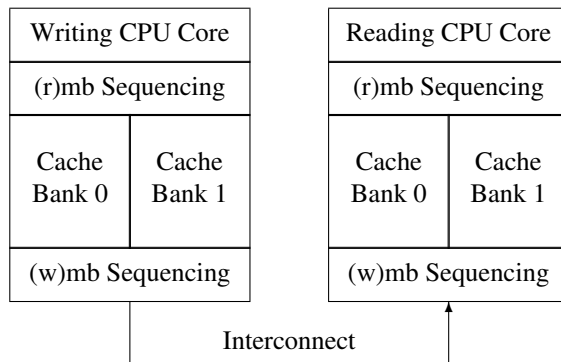 Writing CPU Core
(r)mb Sequencing
Cache
Bank 0
Cache
Bank 1
(w)mb Sequencing
Reading CPU Core
(r)mb Sequencing
Cache
Bank 0
Cache
Bank 1
(w)mb Sequencing
Interconnect